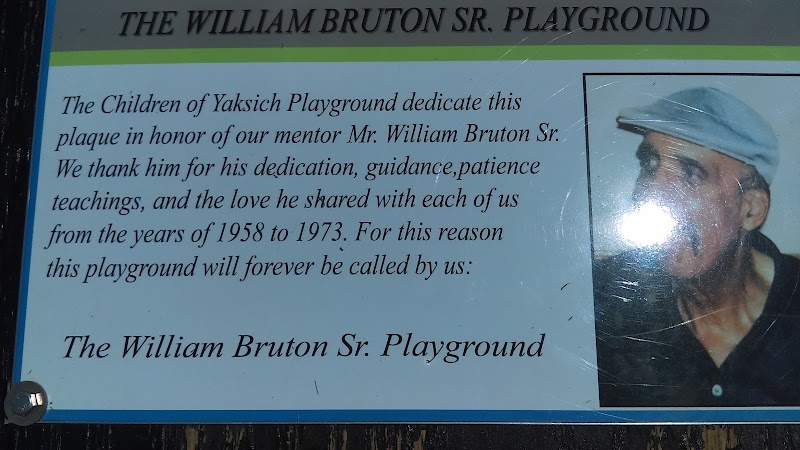 THE WILLIAM BRUTON SR. PLAYGROUND
The Children of Yaksich Playground dedicate this
plaque in honor of our mentor Mr. William Bruton Sr.
We thank him for his dedication, guidance,patience
teachings, and the love he shared with each of us
from the years of 1958 to 1973. For this reason
this playground will forever be called by us:
The William Bruton Sr. Playground